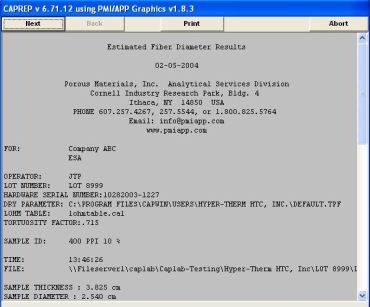 CAPREP v 6.71.12 using PMI/APP Graphics v1.8.3
Next Back Print Abort
Estimated Fiber Diameter Results
02-05-2004
Porous Materials, Inc. Analytical Services Division
Cornell Industry Research Park, Bldg. 4
Ithaca, NY 14850 USA
PHONE 607.257.4267, 257.5544, or 1.800.825.5764
Email: info@pmiapp.com
www.pmiapp.com
FOR: Company ABC
ESA
OPERATOR: JTP
LOT NUMBER: LOT 8999
HARDWARE SERIAL NUMBER:10282003-1227
DRY PARAMETER: C:\PROGRAM FILES\CAPWIN\USERS\HYPER-THERM HTC, INC.\DEFAULT.TPF
LOHM TABLE: lohmtable.cal
TORTUOSITY FACTOR:.715
SAMPLE ID: 400 PPI 10 %
TIME: 13:46:26
FILE: \\Fileserver1\caplab\Caplab-Testing\Hyper-Therm HTC, Inc\LOT 8999\
SAMPLE THICKNESS : 3.825 cm
SAMPLE DIAMETER : 2.540 cm